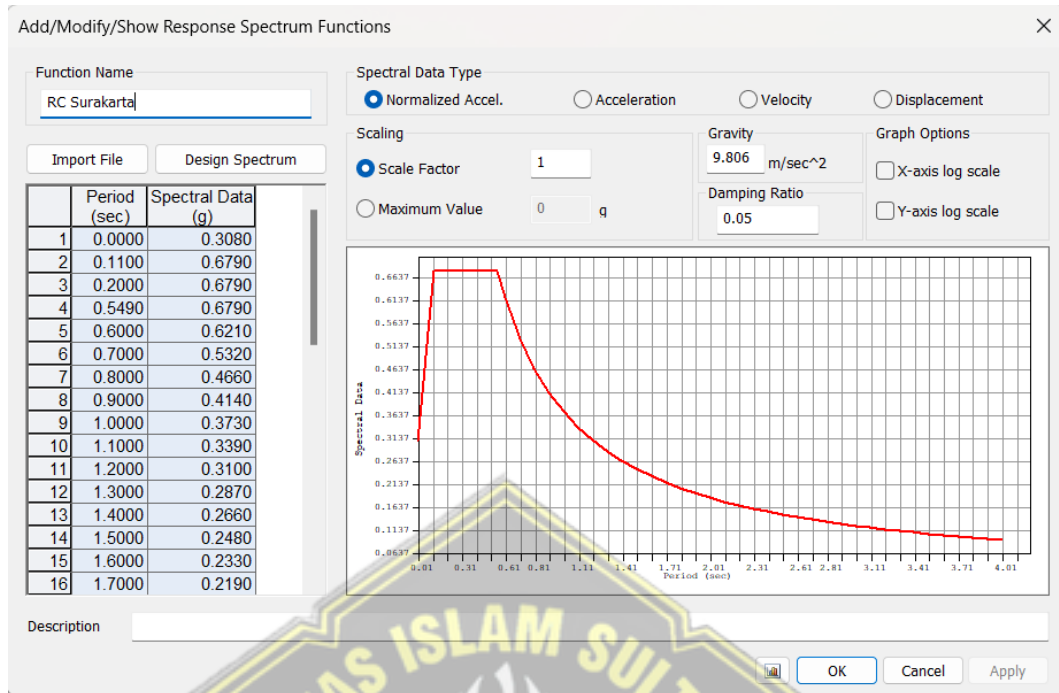 Add/Modify/Show Response Spectrum Functions
Function Name
RC Surakarta
Import File
Design Spectrum
Period (sec) Spectral Data (g)
1 0.0000 0.3080
2 0.1100 0.6790
3 0.2000 0.6790
4 0.5490 0.6790
5 0.6000 0.6210
6 0.7000 0.5320
7 0.8000 0.4660
8 0.9000 0.4140
9 1.0000 0.3730
10 1.1000 0.3390
11 1.2000 0.3100
12 1.3000 0.2870
13 1.4000 0.2660
14 1.5000 0.2480
15 1.6000 0.2330
16 1.7000 0.2190
Spectral Data Type
Normalized Accel. Acceleration Velocity Displacement
Scaling
Scale Factor 1
Maximum Value 0 g
Gravity
9.806 m/sec^2
Damping Ratio
0.05
Graph Options
X-axis log scale
Y-axis log scale
0.6637
0.6137
0.5637
0.5137
0.4637
0.4137
0.3637
0.3137
0.2637
0.2137
0.1637
0.1137
0.0637
Spectral Data
0.01 0.31 0.61 0.81 1.11 1.41 1.71 2.01 2.31 2.61 2.81 3.11 3.41 3.71 4.01
Period (sec)
Description
ISLAM SU
OK Cancel Apply